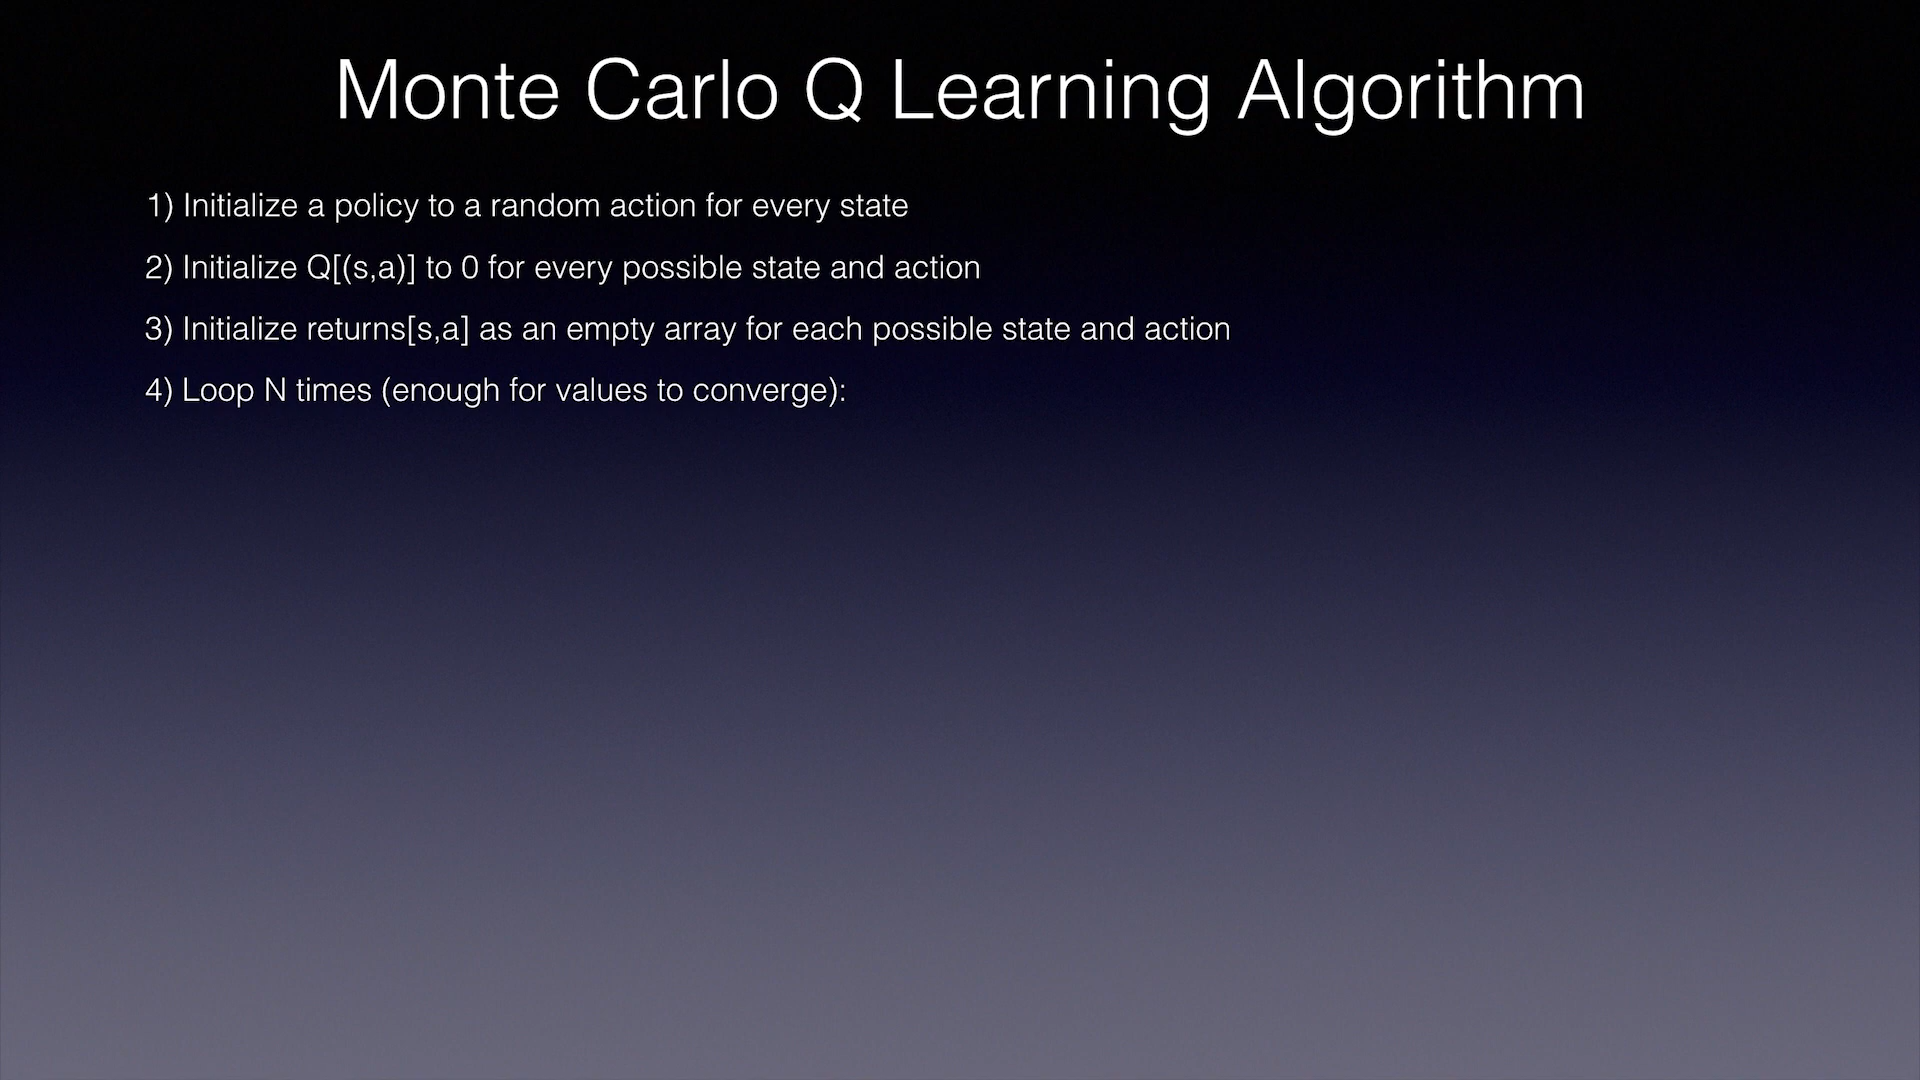 Monte Carlo Q Learning Algorithm
1) Initialize a policy to a random action for every state
2) Initialize Q[(s,a)] to 0 for every possible state and action
3) Initialize returns[s,a] as an empty array for each possible state and action
4) Loop N times (enough for values to converge):